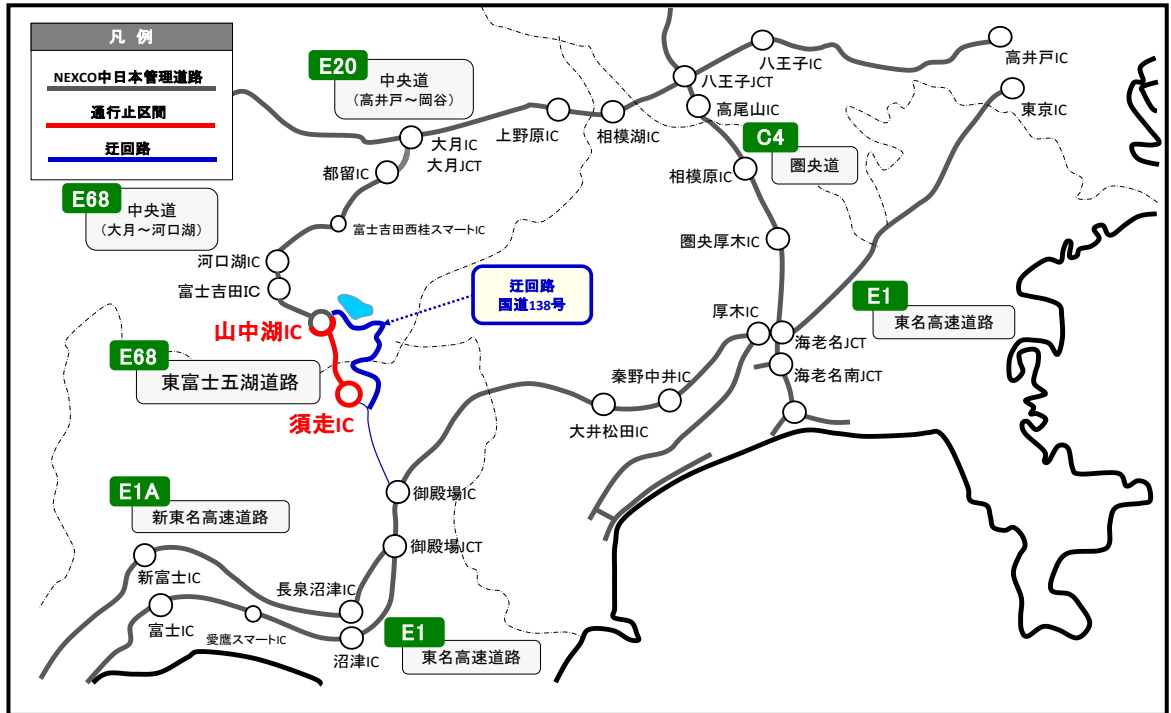 凡 例
NEXCO中日本管理道路
通行止区間
迂回路
E20
中央道
（高井戸～岡谷）
八王子IC
高井戸IC
八王子JCT
東京IC
高尾山IC
上野原IC
相模湖IC
大月IC
大月JCT
C4
圏央道
都留IC
相模原IC
E68
中央道
（大月～河口湖）
富士吉田西桂スマートIC
圏央厚木IC
河口湖IC
富士吉田IC
迂回路
国道138号
E1
東名高速道路
山中湖IC
厚木IC
海老名JCT
海老名南JCT
E68
東富士五湖道路
須走IC
秦野中井IC
大井松田IC
E1A
新東名高速道路
御殿場IC
御殿場JCT
新富士IC
長泉沼津IC
富士IC
愛鷹スマートIC
沼津IC
E1
東名高速道路